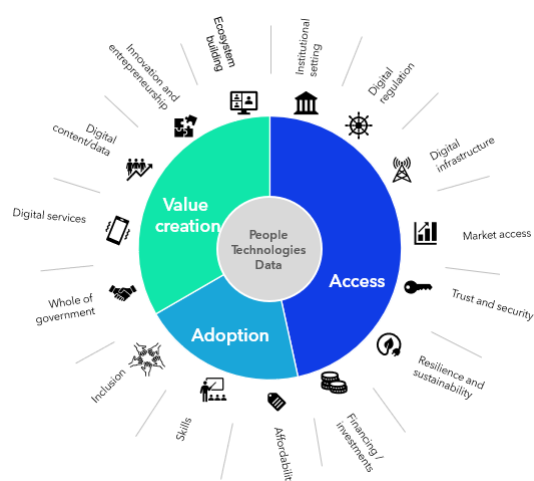 Ecosystem
building
Institutional
setting
Digital
regulation
Digital
infrastructure
Market access
Trust and security
Resilience and
sustainability
Financing /
investments
Affordabilit
Skills
Inclusion
Whole of
government
Digital services
Digital
content/data
Innovation and
entrepreneurship
Value
creation
Access
Adoption
People
Technologies
Data